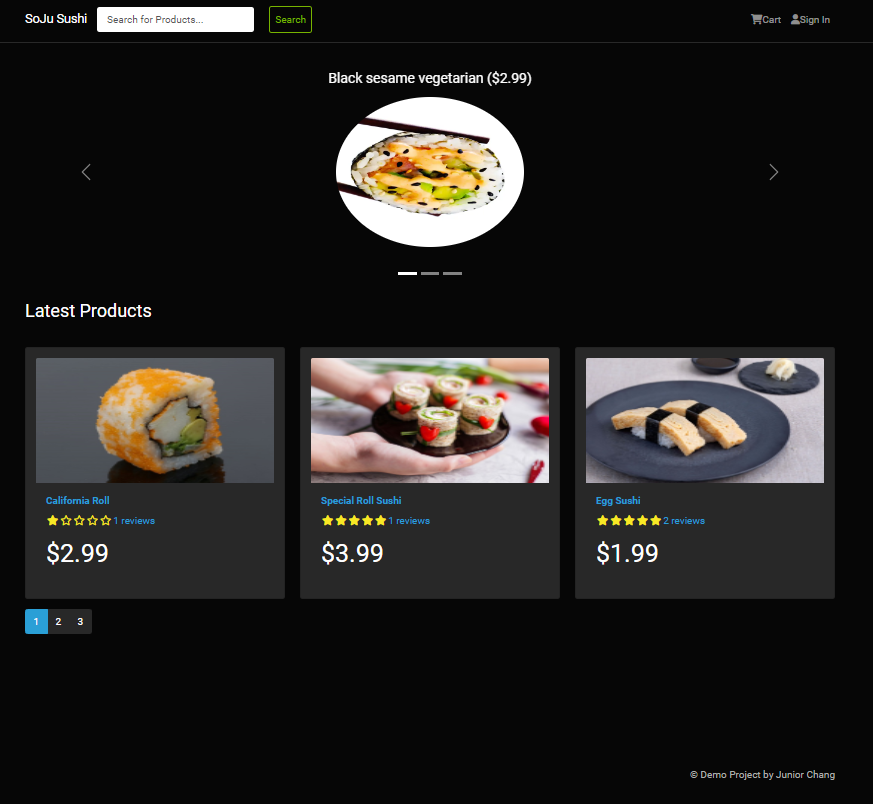 SoJu Sushi
Search for Products...
Search
Cart
Sign In
Black sesame vegetarian ($2.99)
Latest Products
California Roll
1 reviews
$2.99
Special Roll Sushi
1 reviews
$3.99
Egg Sushi
2 reviews
$1.99
1 2 3
© Demo Project by Junior Chang